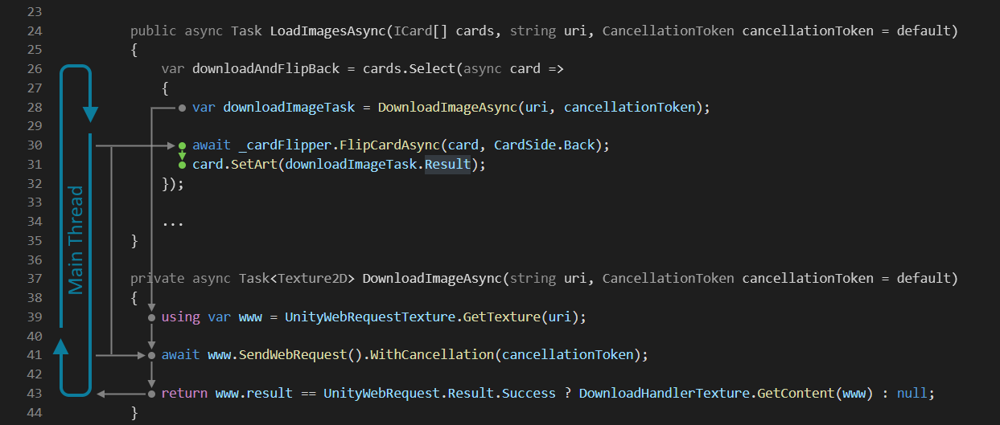 23
24 public async Task LoadImagesAsync(ICard[] cards, string uri, CancellationToken cancellationToken = default)
25 {
26 var downloadAndFlipBack = cards.Select(async card =>
27 {
28 var downloadImageTask = DownloadImageAsync(uri, cancellationToken);
29
30 await _cardFlipper.FlipCardAsync(card, CardSide.Back);
31 card.SetArt(downloadImageTask.Result);
32 });
33
34 ...
35 }
36
37 private async Task<Texture2D> DownloadImageAsync(string uri, CancellationToken cancellationToken = default)
38 {
39 using var www = UnityWebRequestTexture.GetTexture(uri);
40
41 await www.SendWebRequest().WithCancellation(cancellationToken);
42
43 return www.result == UnityWebRequest.Result.Success ? DownloadHandlerTexture.GetContent(www) : null;
44 }
Main Thread